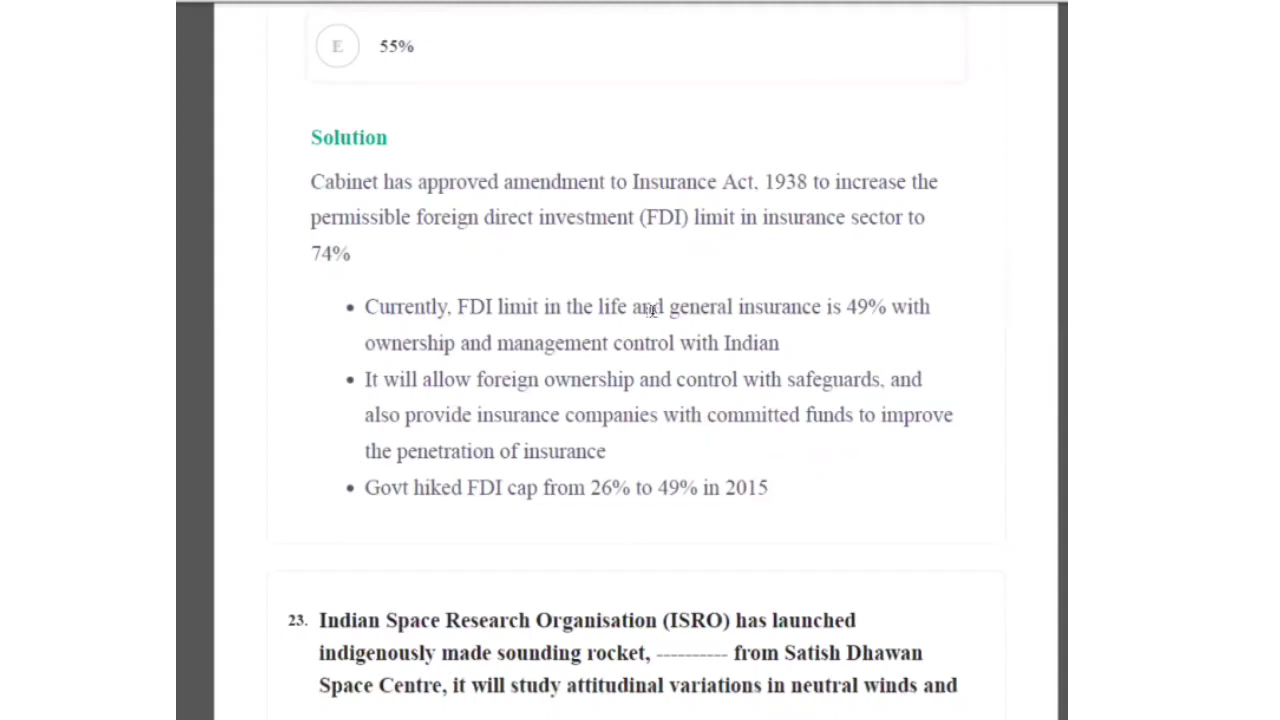 E 55%
Solution
Cabinet has approved amendment to Insurance Act, 1938 to increase the
permissible foreign direct investment (FDI) limit in insurance sector to
74%
• Currently, FDI limit in the life and general insurance is 49% with
ownership and management control with Indian
• It will allow foreign ownership and control with safeguards, and
also provide insurance companies with committed funds to improve
the penetration of insurance
• Govt hiked FDI cap from 26% to 49% in 2015
23. Indian Space Research Organisation (ISRO) has launched
indigenously made sounding rocket, ---------- from Satish Dhawan
Space Centre, it will study attitudinal variations in neutral winds and